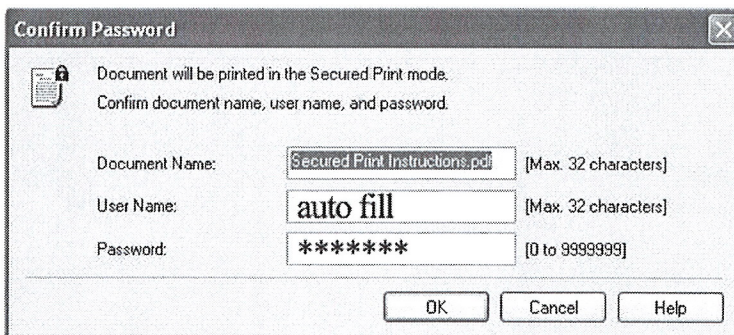 Confirm Password
Document will be printed in the Secured Print mode.
Confirm document name, user name, and password.
Document Name: Secured Print Instructions.pdf [Max. 32 characters]
User Name: auto fill [Max. 32 characters]
Password: ******* [0 to 9999999]
OK Cancel Help